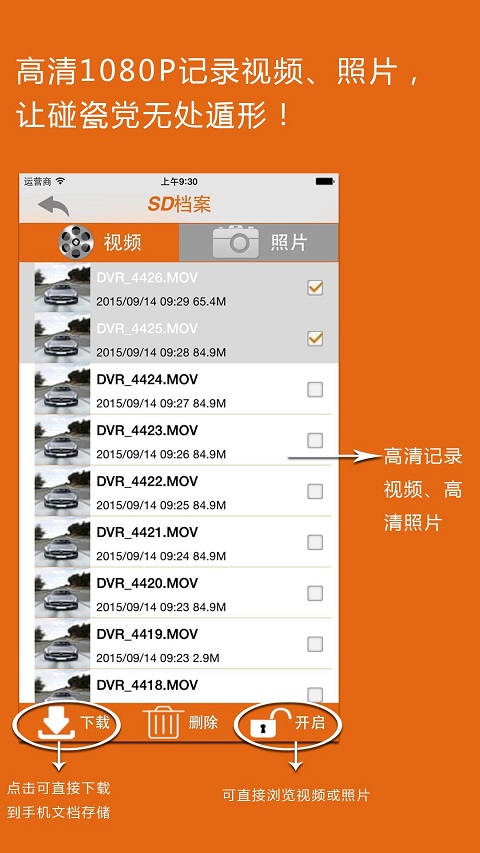 高清1080P记录视频、照片，
让碰瓷党无处遁形！
运营商 上午9:30
SD档案
视频 照片
DVR_4426.MOV
2015/09/14 09:29 65.4M
DVR_4425.MOV
2015/09/14 09:28 84.9M
DVR_4424.MOV
2015/09/14 09:27 84.9M
DVR_4423.MOV
2015/09/14 09:26 84.9M
DVR_4422.MOV
2015/09/14 09:25 84.9M
DVR_4421.MOV
2015/09/14 09:24 84.9M
DVR_4420.MOV
2015/09/14 09:23 84.9M
DVR_4419.MOV
2015/09/14 09:23 2.9M
DVR_4418.MOV
高清记录
视频、高
清照片
下载 删除 开启
点击可直接下载
到手机文档存储
可直接浏览视频或照片